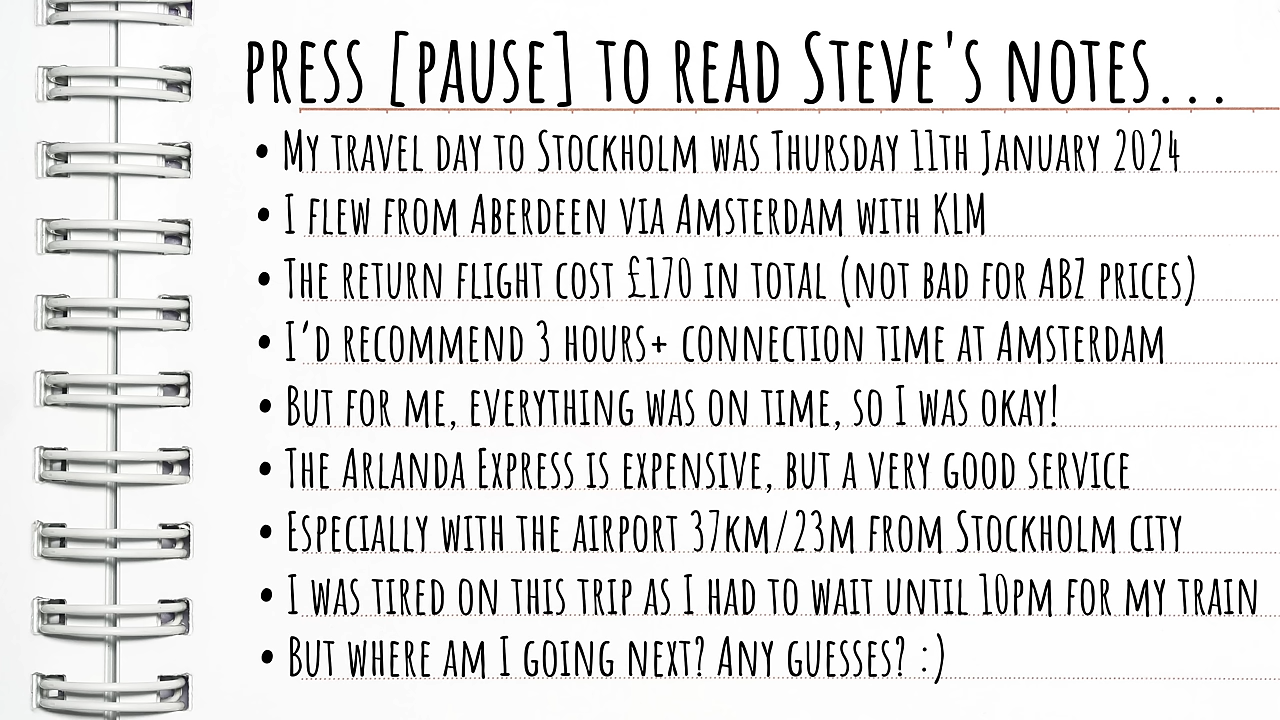 press [pause] to read Steve's notes...
• My travel day to Stockholm was Thursday 11th January 2024
• I flew from Aberdeen via Amsterdam with KLM
• The return flight cost £170 in total (not bad for ABZ prices)
• I'd recommend 3 hours+ connection time at Amsterdam
• But for me, everything was on time, so I was okay!
• The Arlanda Express is expensive, but a very good service
• Especially with the airport 37km/23m from Stockholm city
• I was tired on this trip as I had to wait until 10pm for my train
• But where am I going next? Any guesses? :)